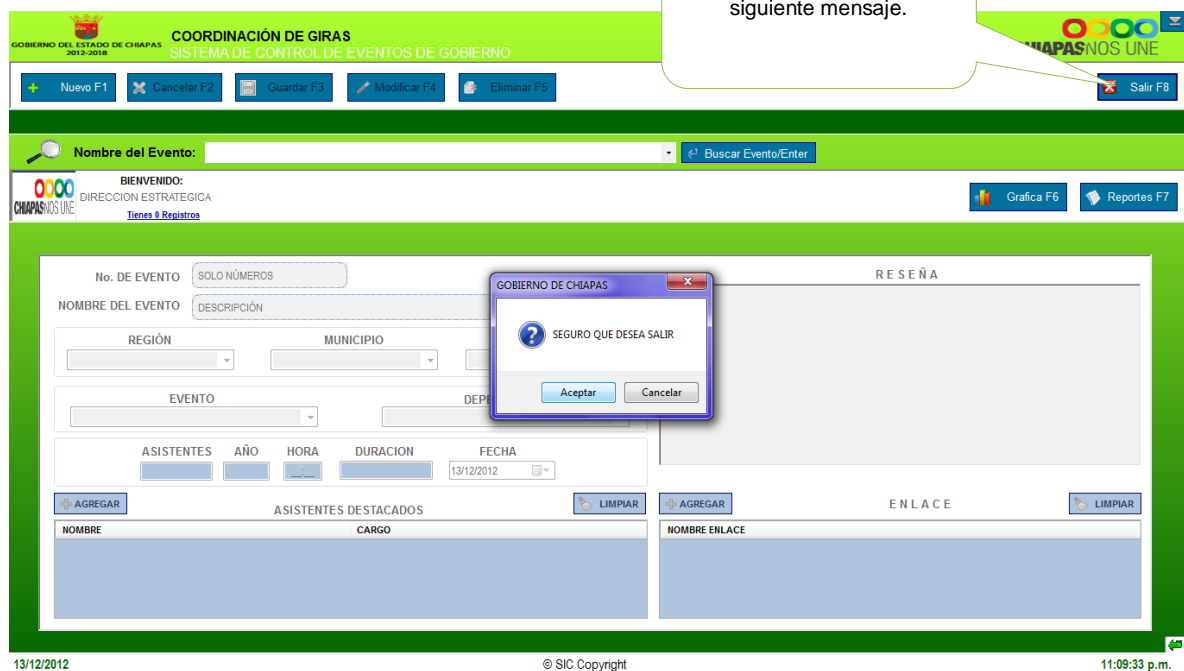 siguiente mensaje.
GOBIERNO DEL ESTADO DE CHIAPAS
2012-2018
COORDINACIÓN DE GIRAS
SISTEMA DE CONTROL DE EVENTOS DE GOBIERNO
CHIAPASNOS UNE
Nuevo F1
Cancelar F2
Guardar F3
Modificar F4
Eliminar F5
Salir F8
Nombre del Evento:
Buscar Evento/Enter
CHIAPASNOS UNE
BIENVENIDO:
DIRECCION ESTRATEGICA
Tienes 0 Registros
Grafica F6
Reportes F7
No. DE EVENTO
SOLO NÚMEROS
NOMBRE DEL EVENTO
DESCRIPCIÓN
REGIÓN
MUNICIPIO
EVENTO
DEPE
ASISTENTES
AÑO
HORA
DURACION
FECHA
__:__
13/12/2012
RESEÑA
GOBIERNO DE CHIAPAS
SEGURO QUE DESEA SALIR
Aceptar
Cancelar
AGREGAR
ASISTENTES DESTACADOS
LIMPIAR
NOMBRE
CARGO
AGREGAR
ENLACE
LIMPIAR
NOMBRE ENLACE
13/12/2012
© SIC Copyright
11:09:33 p.m.